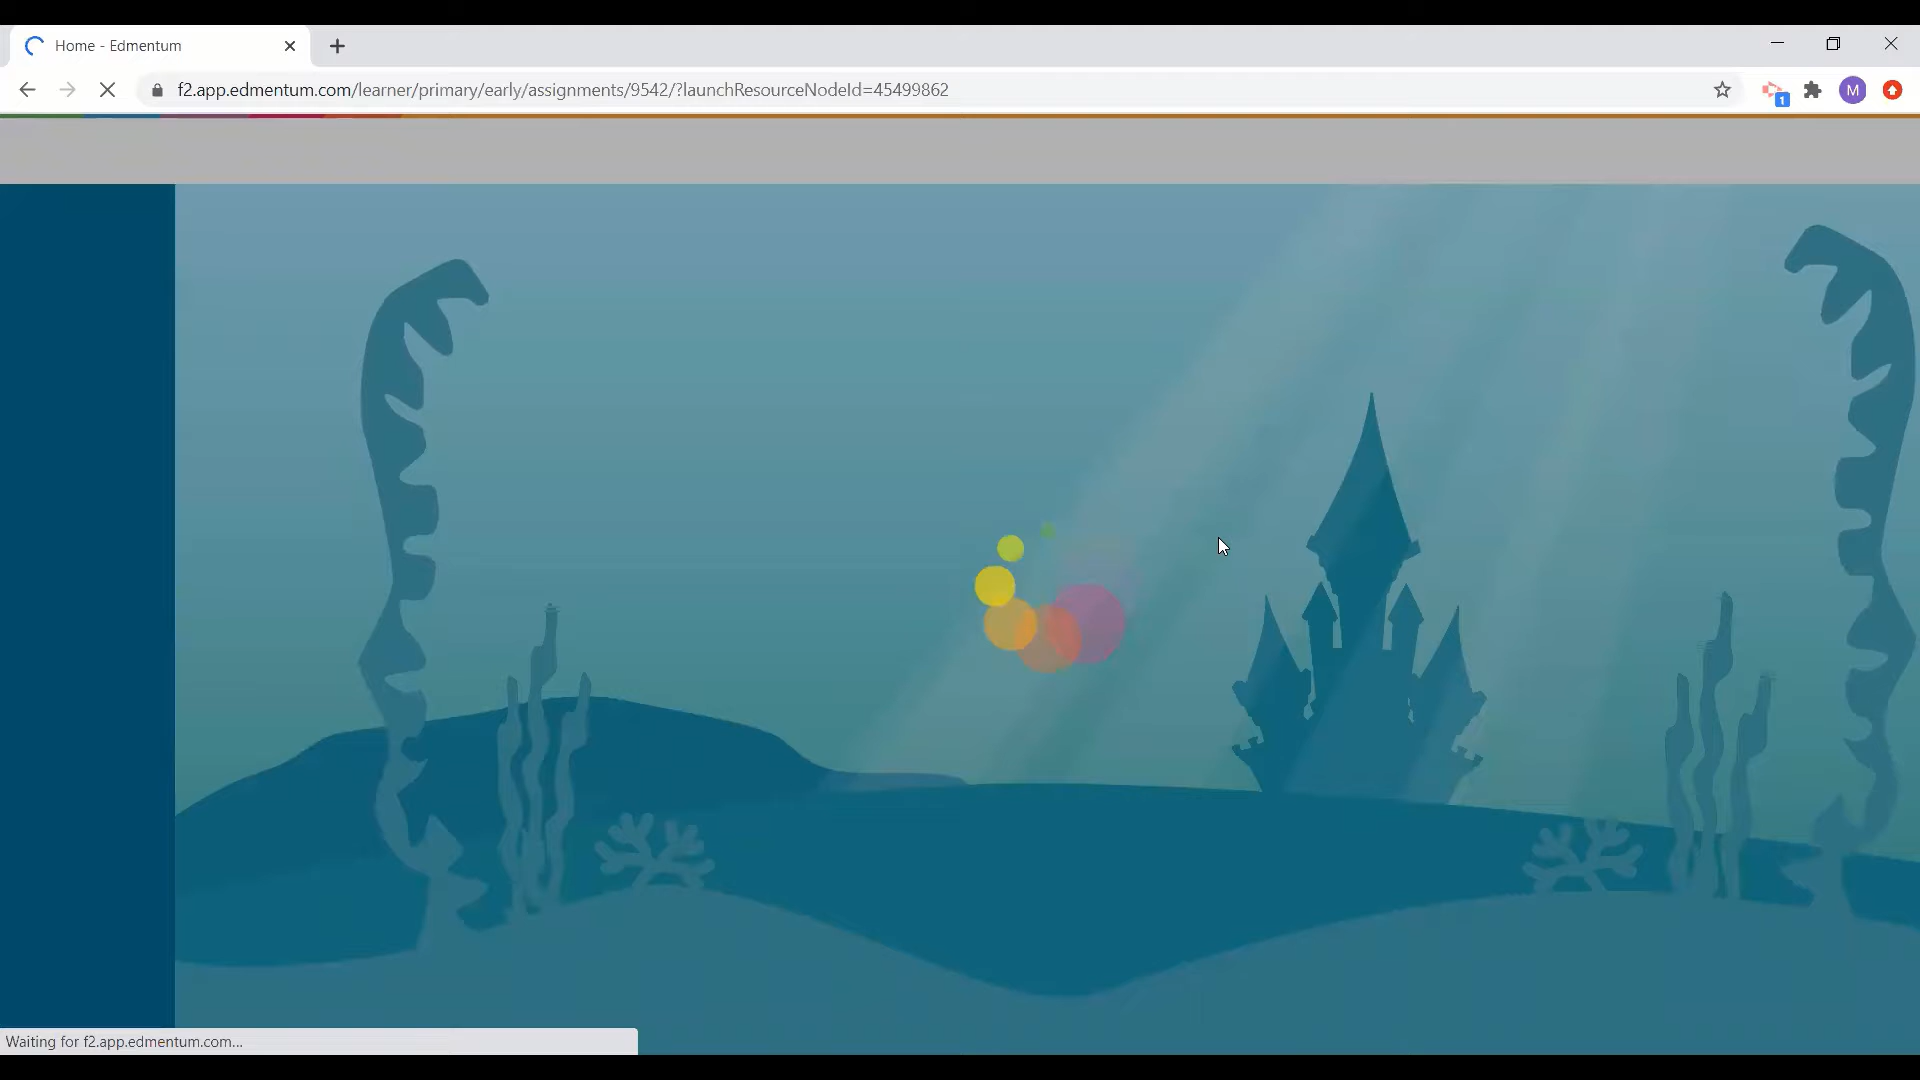 Home - Edmentum
f2.app.edmentum.com/learner/primary/early/assignments/9542/?launchResourceNodeId=45499862
1
M
Waiting for f2.app.edmentum.com...